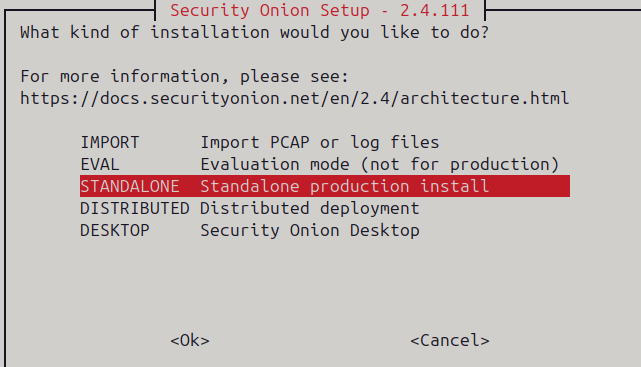 Security Onion Setup - 2.4.111
What kind of installation would you like to do?
For more information, please see:
https://docs.securityonion.net/en/2.4/architecture.html
IMPORT Import PCAP or log files
EVAL Evaluation mode (not for production)
STANDALONE Standalone production install
DISTRIBUTED Distributed deployment
DESKTOP Security Onion Desktop
<Ok> <Cancel>